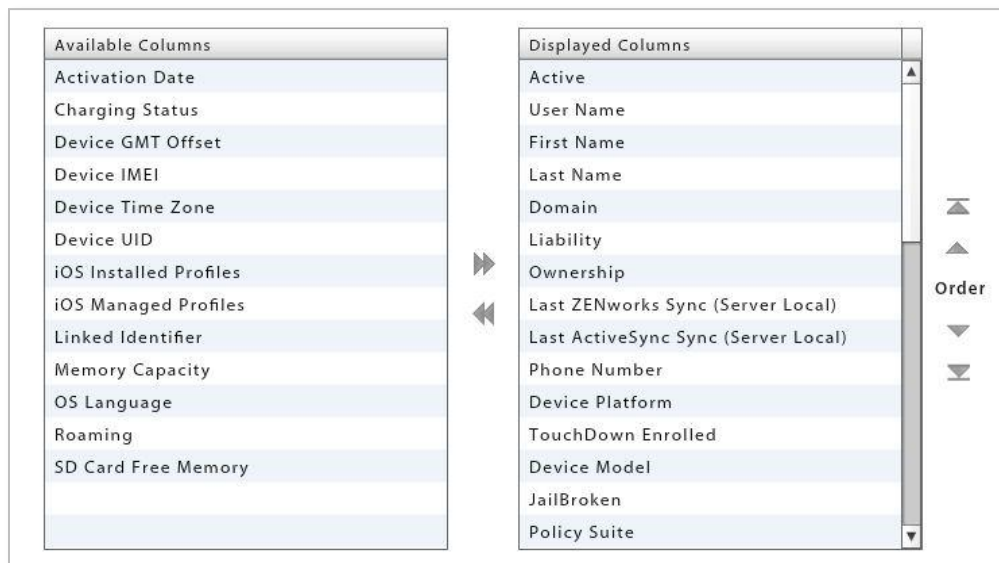 Available Columns
Activation Date
Charging Status
Device GMT Offset
Device IMEI
Device Time Zone
Device UID
iOS Installed Profiles
iOS Managed Profiles
Linked Identifier
Memory Capacity
OS Language
Roaming
SD Card Free Memory
Displayed Columns
Active
User Name
First Name
Last Name
Domain
Liability
Ownership
Last ZENworks Sync (Server Local)
Last ActiveSync Sync (Server Local)
Phone Number
Device Platform
TouchDown Enrolled
Device Model
JailBroken
Policy Suite
Order